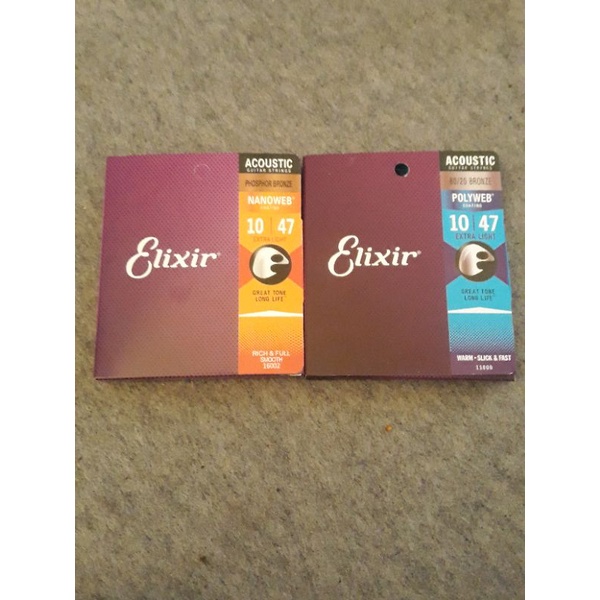 Elixir®
ACOUSTIC
GUITAR STRINGS
PHOSPHOR BRONZE
NANOWEB®
COATING
10 47
EXTRA LIGHT
GREAT TONE
LONG LIFE
RICH & FULL
SMOOTH
16002
Elixir®
ACOUSTIC
GUITAR STRINGS
80/20 BRONZE
POLYWEB®
COATING
10 47
EXTRA LIGHT
GREAT TONE
LONG LIFE
WARM • SLICK & FAST
11000